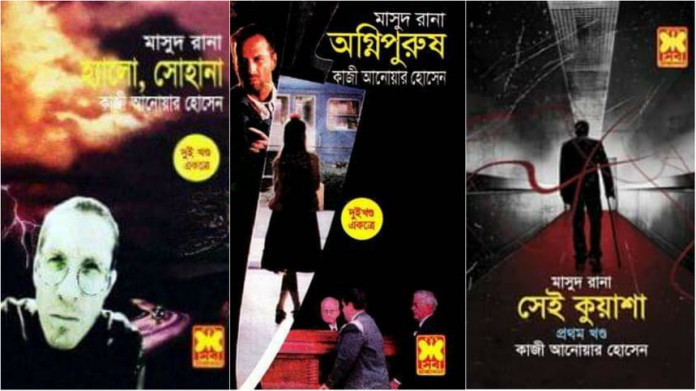 মাসুদ রানা
হ্যালো, সোহানা
কাজী আনোয়ার হোসেন
দুই খণ্ড
একত্রে
মাসুদ রানা
অগ্নিপুরুষ
কাজী আনোয়ার হোসেন
দুইখণ্ড
একত্রে
মাসুদ রানা
সেই কুয়াশা
প্রথম খণ্ড
কাজী আনোয়ার হোসেন